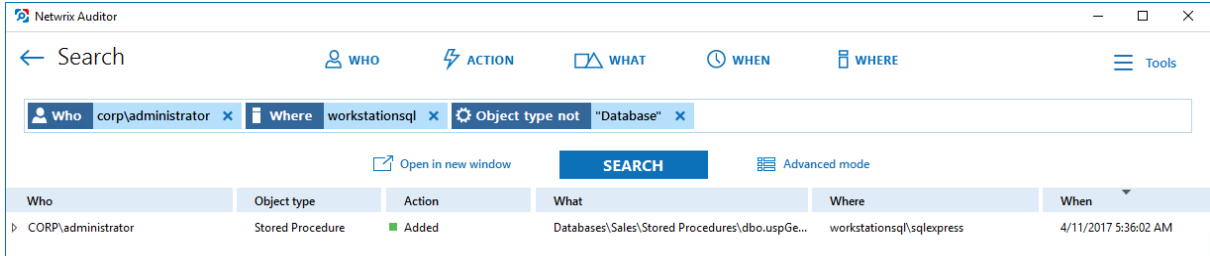 Netwrix Auditor
Search WHO ACTION WHAT WHEN WHERE Tools
Who corp\administrator Where workstationsql Object type not "Database"
Open in new window SEARCH Advanced mode
Who Object type Action What Where When
CORP\administrator Stored Procedure Added Databases\Sales\Stored Procedures\dbo.uspGe... workstationsql\sqlexpress 4/11/2017 5:36:02 AM